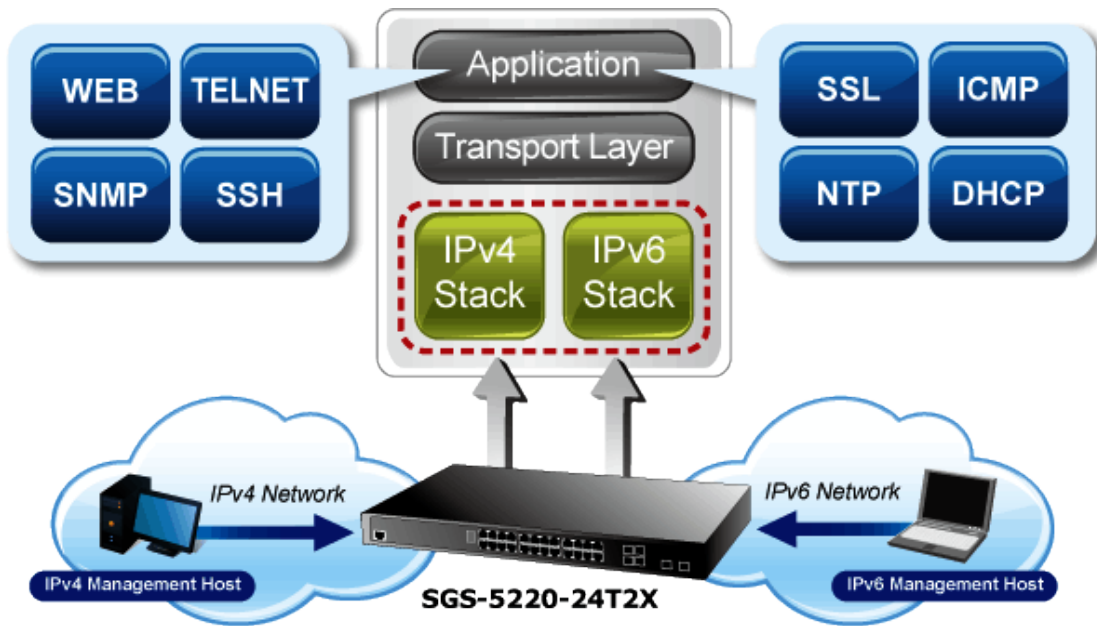 WEB
TELNET
SNMP
SSH
Application
Transport Layer
IPv4
Stack
IPv6
Stack
SSL
ICMP
NTP
DHCP
IPv4 Network
IPv4 Management Host
IPv6 Network
IPv6 Management Host
SGS-5220-24T2X